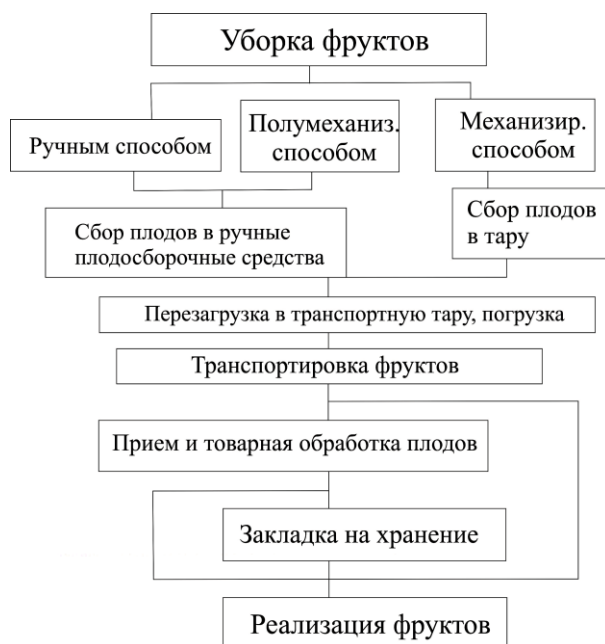 Уборка фруктов
Ручным способом
Полумеханиз.
способом
Механизир.
способом
Сбор плодов в ручные
плодосборочные средства
Сбор плодов
в тару
Перезагрузка в транспортную тару, погрузка
Транспортировка фруктов
Прием и товарная обработка плодов
Закладка на хранение
Реализация фруктов